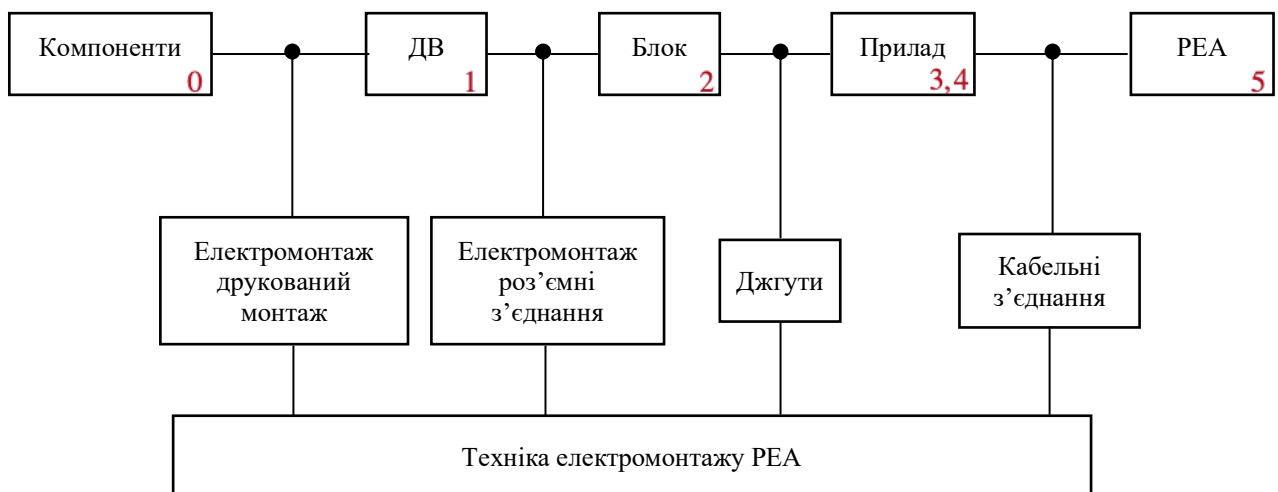 Компоненти
0
ДВ
1
Блок
2
Прилад
3,4
РЕА
5
Електромонтаж
друкований
монтаж
Електромонтаж
роз’ємні
з’єднання
Джгути
Кабельні
з’єднання
Техніка електромонтажу РЕА